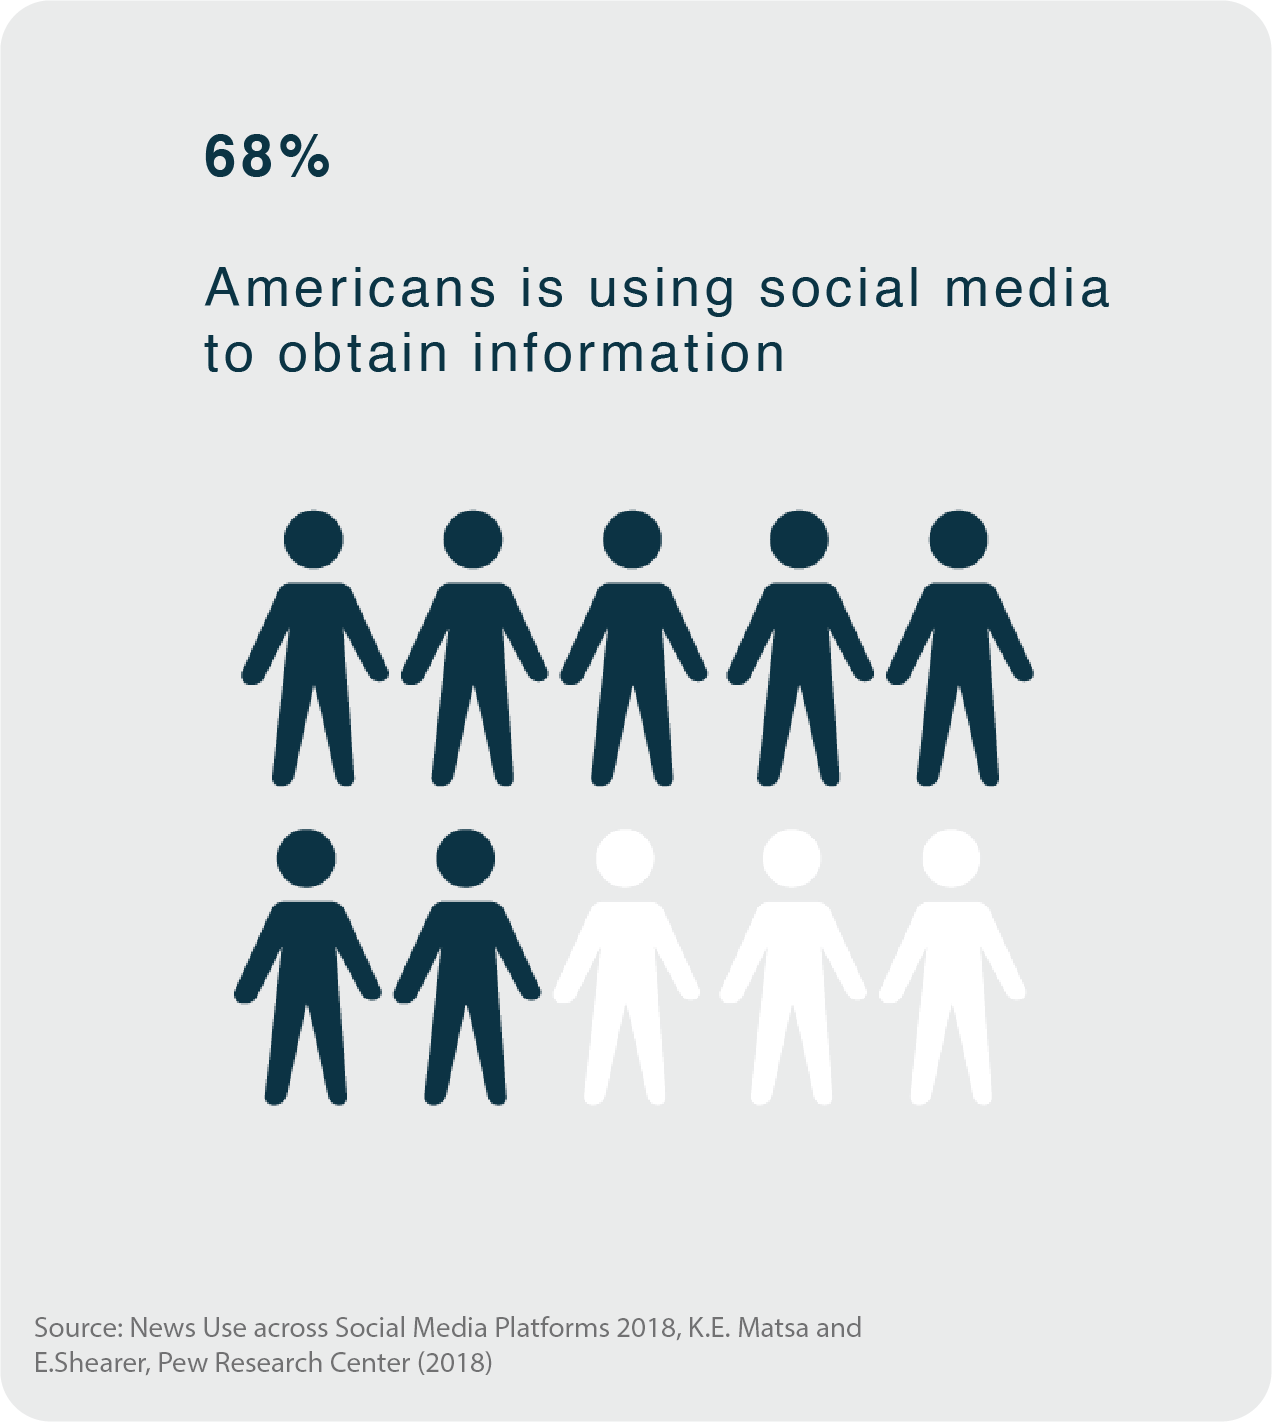 68%
Americans is using social media
to obtain information
Source: News Use across Social Media Platforms 2018, K.E. Matsa and
E.Shearer, Pew Research Center (2018)